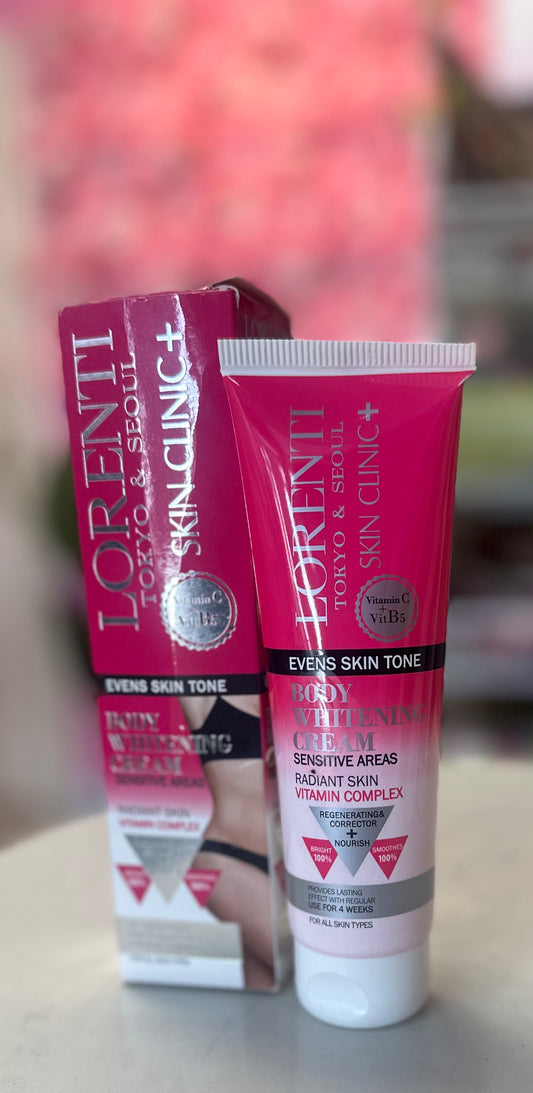 LORENTI
TOKYO & SEOUL
SKIN CLINIC+
Vitamin C
VitB5
EVENS SKIN TONE
BODY
WHITENING
CREAM
SENSITIVE AREAS
RADIANT SKIN
VITAMIN COMPLEX
LORENTI
LORENTI
TOKYO & SEOUL
SKIN CLINIC+
Vitamin C
+
VitB5
EVENS SKIN TONE
BODY
WHITENING
CREAM
SENSITIVE AREAS
RADIANT SKIN
VITAMIN COMPLEX
REGENERATING&
CORRECTOR
+
NOURISH
BRIGHT
100%
SMOOTHES
100%
PROVIDES LASTING
EFFECT WITH REGULAR
USE FOR 4 WEEKS
FOR ALL SKIN TYPES